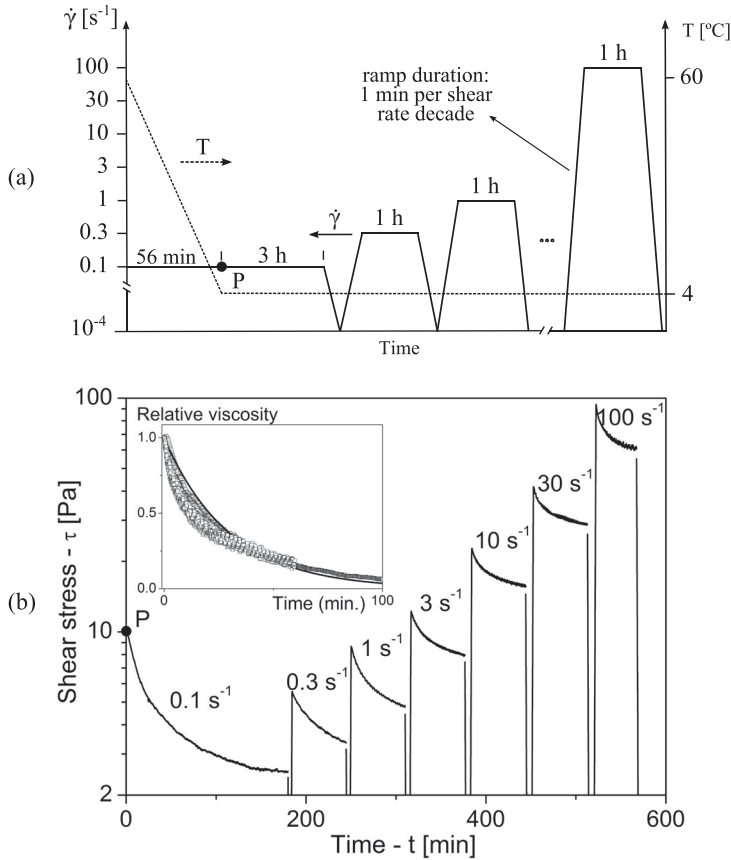 γ̇ [s⁻¹]
T [ºC]
100
30
10
3
1
0.3
0.1
10⁻⁴
60
4
ramp duration:
1 min per shear
rate decade
1 h
1 h
1 h
T
γ̇
56 min
3 h
P
...
(a)
Time
100
10
2
Shear stress - τ [Pa]
Relative viscosity
1.0
0.5
0.0
0
100
Time (min.)
P
0.1 s⁻¹
0.3 s⁻¹
1 s⁻¹
3 s⁻¹
10 s⁻¹
30 s⁻¹
100 s⁻¹
(b)
0
200
400
600
Time - t [min]